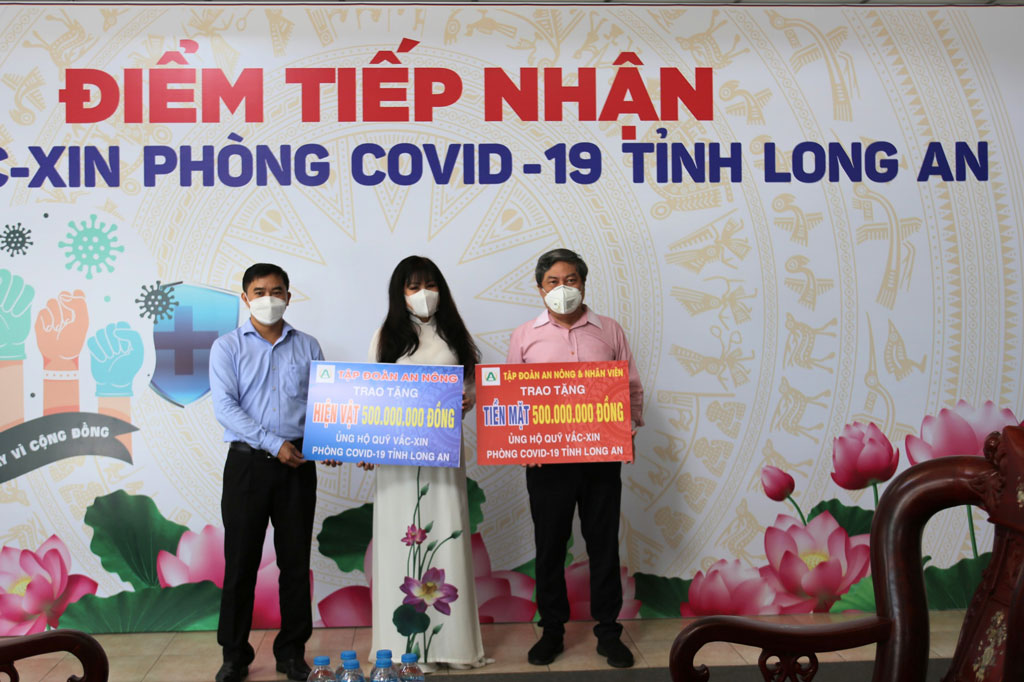 ĐIỂM TIẾP NHẬN
C-XIN PHÒNG COVID-19 TỈNH LONG AN
AY VÌ CỘNG ĐỒNG
TẬP ĐOÀN AN NÔNG
TRAO TẶNG
HIỆN VẬT 500.000.000 ĐỒNG
ỦNG HỘ QUỸ VẮC-XIN
PHÒNG COVID-19 TỈNH LONG AN
TẬP ĐOÀN AN NÔNG & NHÂN VIÊN
TRAO TẶNG
TIỀN MẶT 500.000.000 ĐỒNG
ỦNG HỘ QUỸ VẮC-XIN
PHÒNG COVID-19 TỈNH LONG AN